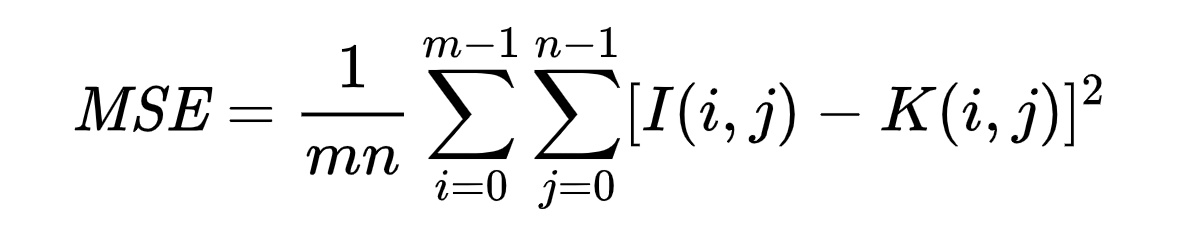 MSE = \frac{1}{mn} \sum_{i=0}^{m-1} \sum_{j=0}^{n-1} [I(i, j) - K(i, j)]^2